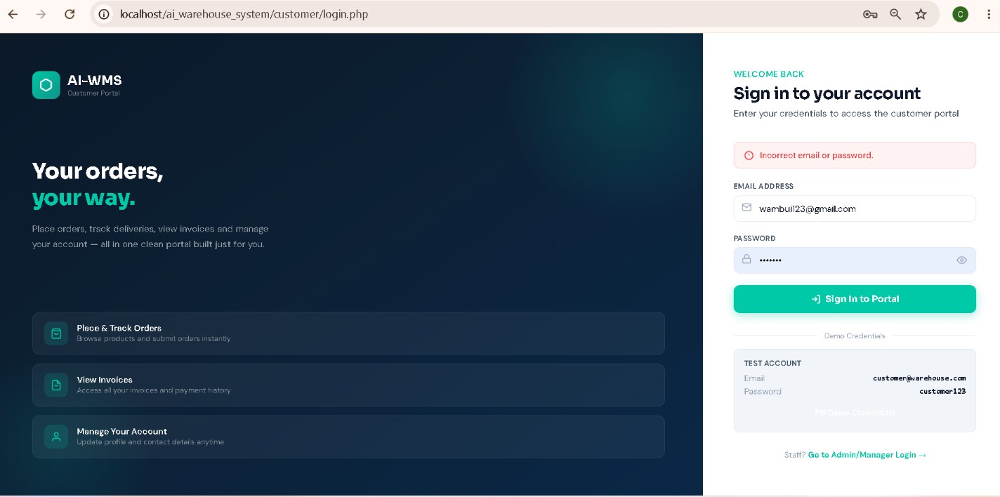 localhost/ai_warehouse_system/customer/login.php
C
AI-WMS
Customer Portal
Your orders,
your way.
Place orders, track deliveries, view invoices and manage
your account — all in one clean portal built just for you.
Place & Track Orders
Browse products and submit orders instantly
View Invoices
Access all your invoices and payment history
Manage Your Account
Update profile and contact details anytime
WELCOME BACK
Sign in to your account
Enter your credentials to access the customer portal
Incorrect email or password.
EMAIL ADDRESS
wambui123@gmail.com
PASSWORD
•••••••
Sign In to Portal
Demo Credentials
TEST ACCOUNT
Email customer@warehouse.com
Password customer123
Fill Demo Credentials
Staff? Go to Admin/Manager Login →